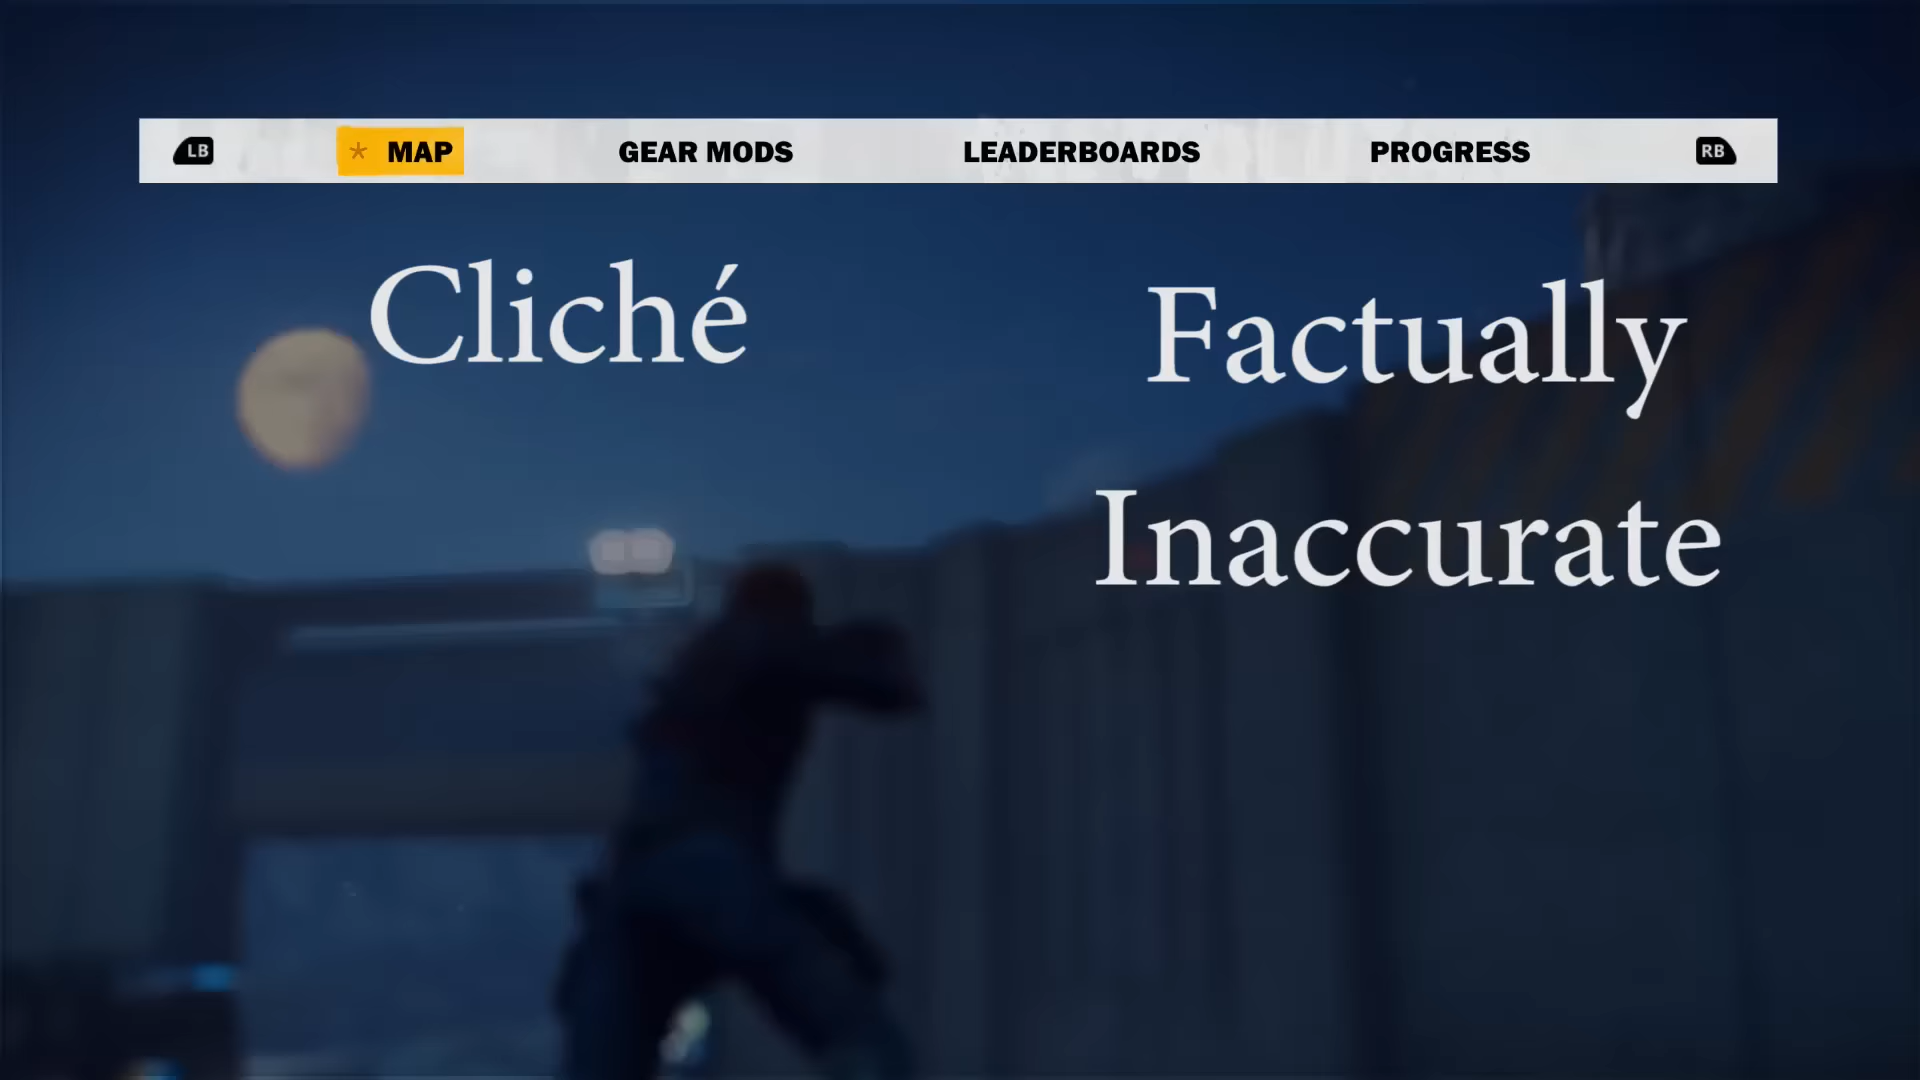 LB * MAP GEAR MODS LEADERBOARDS PROGRESS RB
Cliché
Factually
Inaccurate